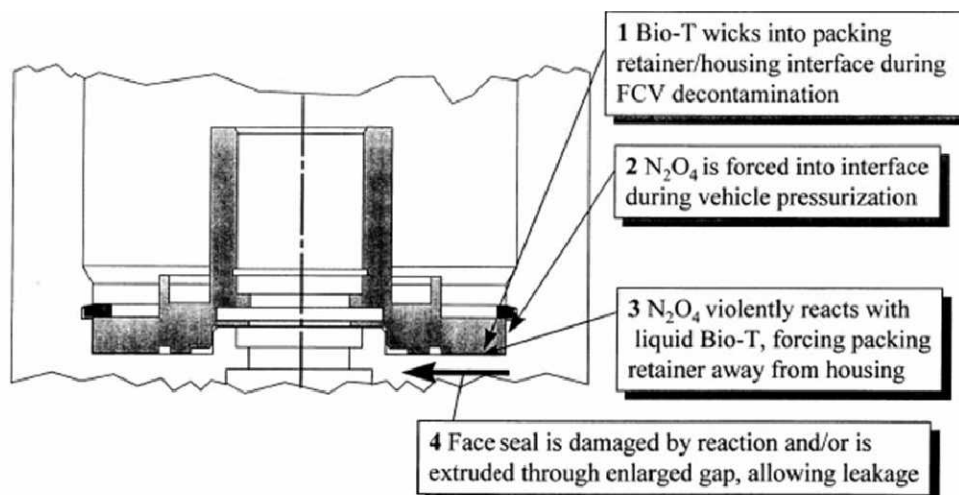 1 Bio-T wicks into packing
retainer/housing interface during
FCV decontamination
2 N₂O₄ is forced into interface
during vehicle pressurization
3 N₂O₄ violently reacts with
liquid Bio-T, forcing packing
retainer away from housing
4 Face seal is damaged by reaction and/or is
extruded through enlarged gap, allowing leakage